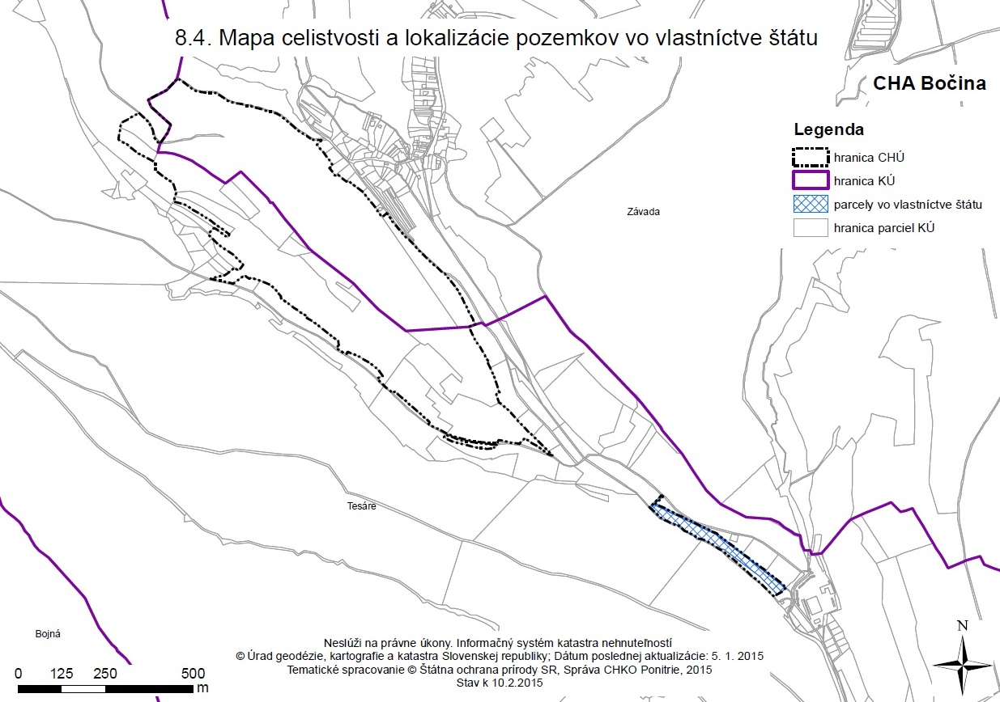 8.4. Mapa celistvosti a lokalizácie pozemkov vo vlastníctve štátu
CHA Bočina
Legenda
hranica CHÚ
hranica KÚ
parcely vo vlastníctve štátu
hranica parciel KÚ
Závada
Tesáre
Bojná
N
Neslúži na právne úkony. Informačný systém katastra nehnuteľností
© Úrad geodézie, kartografie a katastra Slovenskej republiky; Dátum poslednej aktualizácie: 5. 1. 2015
Tematické spracovanie © Štátna ochrana prírody SR, Správa CHKO Ponitrie, 2015
Stav k 10.2.2015
0 125 250 500
m